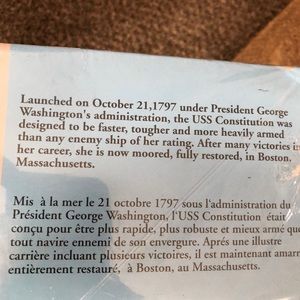 Launched on October 21,1797 under President George
Washington's administration, the USS Constitution was
designed to be faster, tougher and more heavily armed
than any enemy ship of her rating. After many victories in
her career, she is now moored, fully restored, in Boston,
Massachusetts.
Mis à la mer le 21 octobre 1797 sous l'administration du
Président George Washington, l'USS Constitution était
conçu pour être plus rapide, plus robuste et mieux armé que
tout navire ennemi de son envergure. Aprés une illustre
carrière incluant plusieurs victoires, il est maintenant amarré
entièrement restauré, à Boston, au Massachusetts.